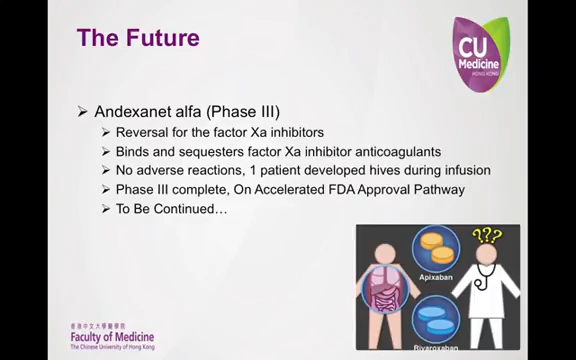 The Future
CU
Medicine
HONG KONG
Andexanet alfa (Phase III)
Reversal for the factor Xa inhibitors
Binds and sequesters factor Xa inhibitor anticoagulants
No adverse reactions, 1 patient developed hives during infusion
Phase III complete, On Accelerated FDA Approval Pathway
To Be Continued…
???
Apixaban
Rivaroxaban
香港中文大學醫學院
Faculty of Medicine
The Chinese University of Hong Kong